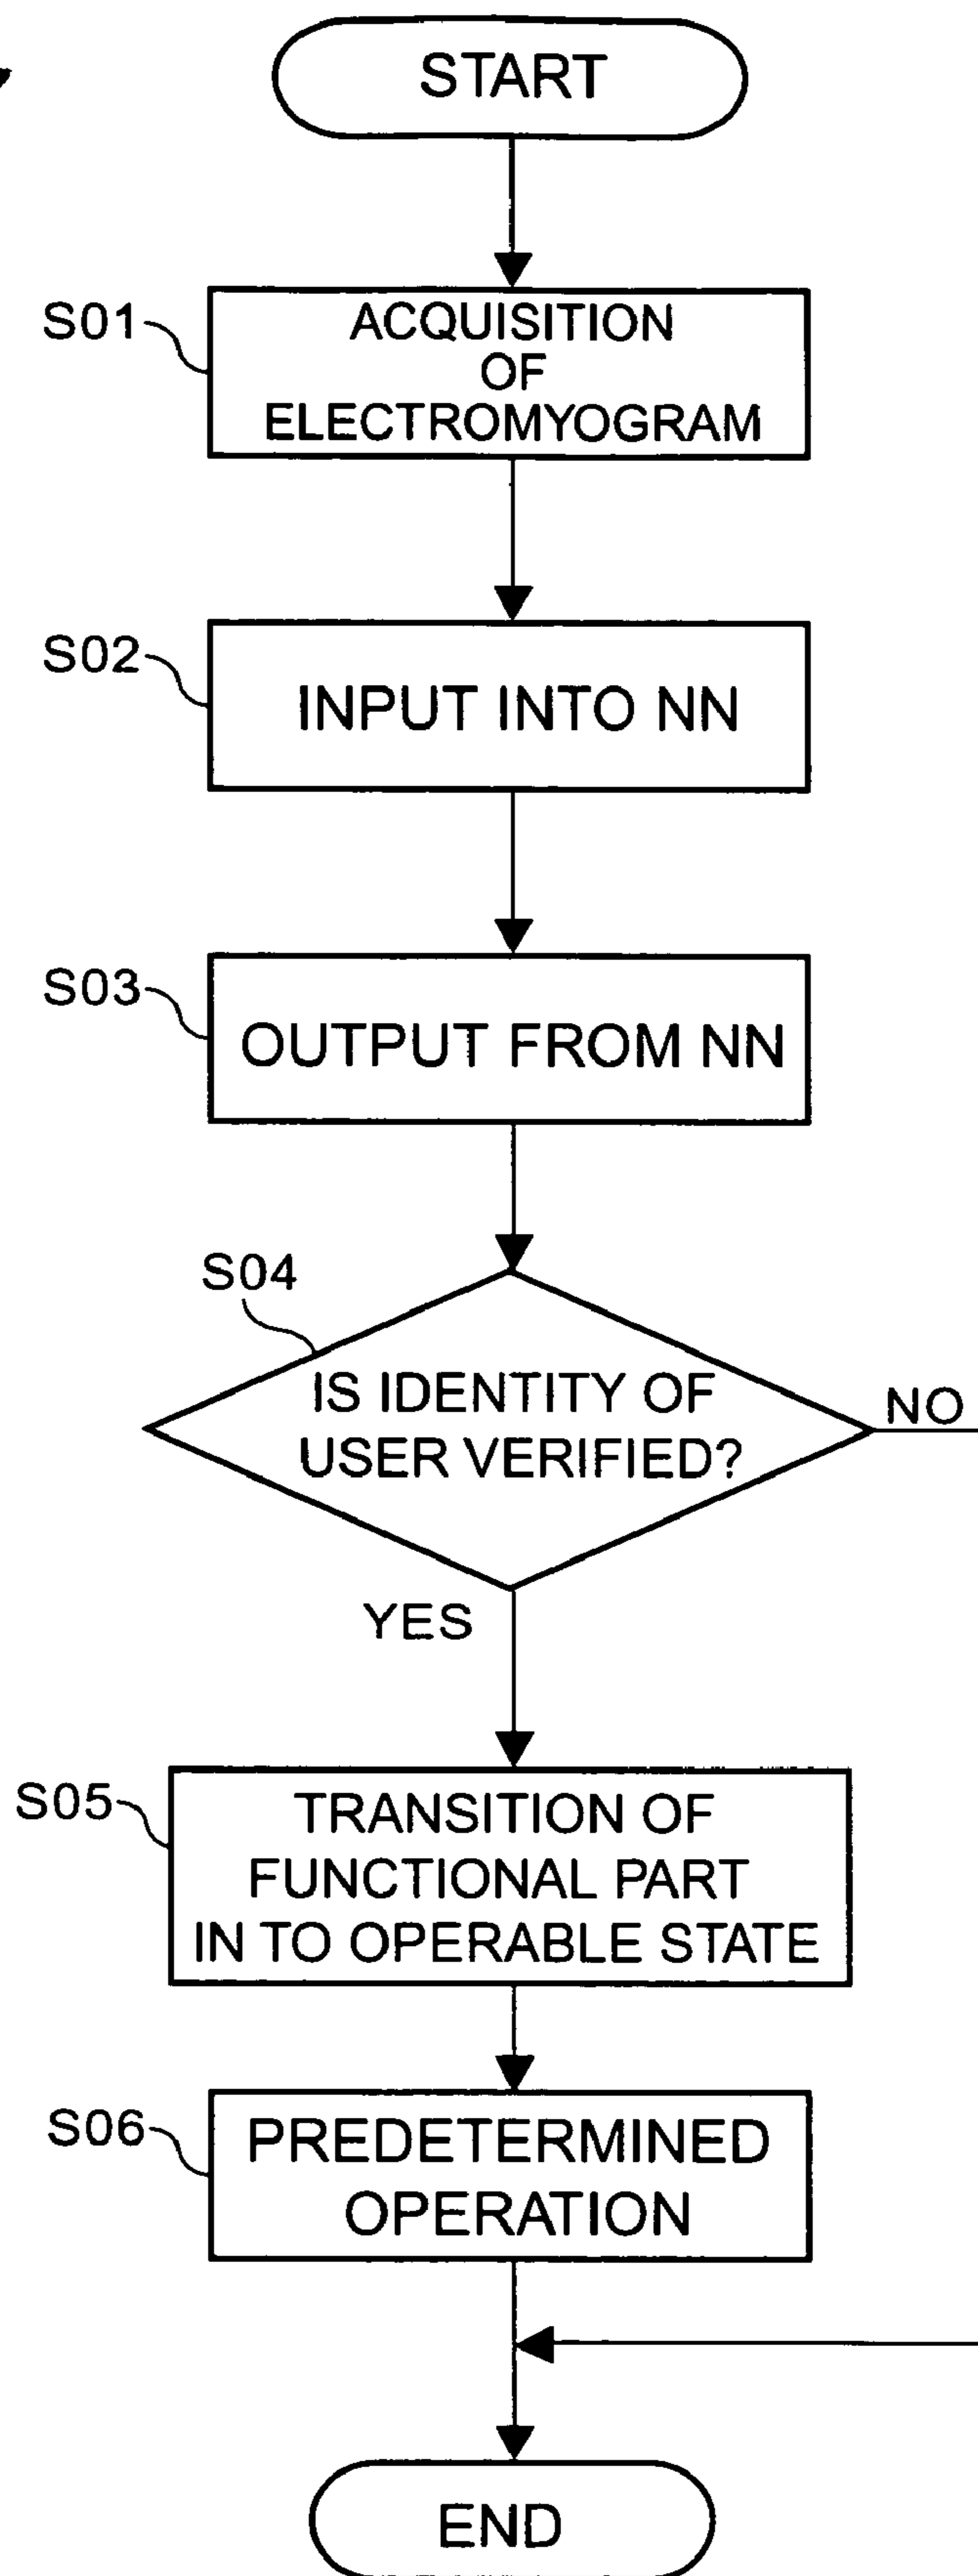 START
S01
ACQUISITION
OF
ELECTROMYOGRAM
S02
INPUT INTO NN
S03
OUTPUT FROM NN
S04
IS IDENTITY OF
USER VERIFIED?
NO
YES
S05
TRANSITION OF
FUNCTIONAL PART
IN TO OPERABLE STATE
S06
PREDETERMINED
OPERATION
END